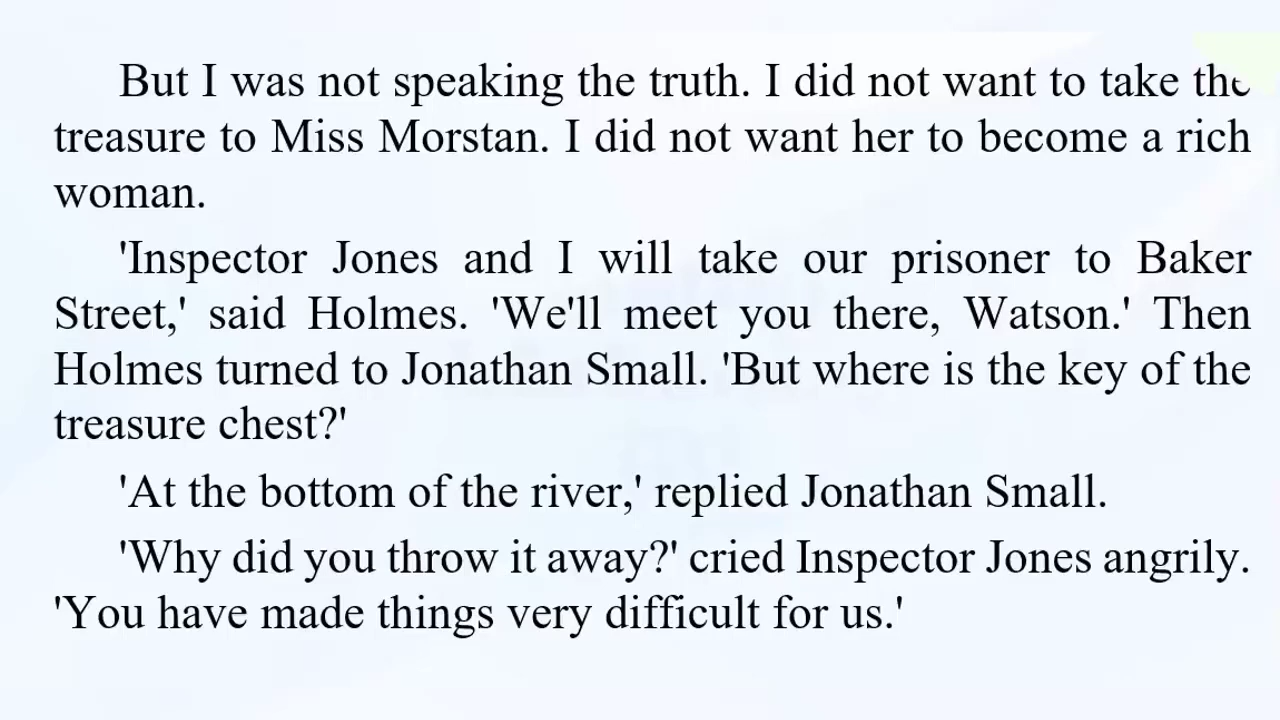 But I was not speaking the truth. I did not want to take the
treasure to Miss Morstan. I did not want her to become a rich
woman.
'Inspector Jones and I will take our prisoner to Baker
Street,' said Holmes. 'We'll meet you there, Watson.' Then
Holmes turned to Jonathan Small. 'But where is the key of the
treasure chest?'
'At the bottom of the river,' replied Jonathan Small.
'Why did you throw it away?' cried Inspector Jones angrily.
'You have made things very difficult for us.'